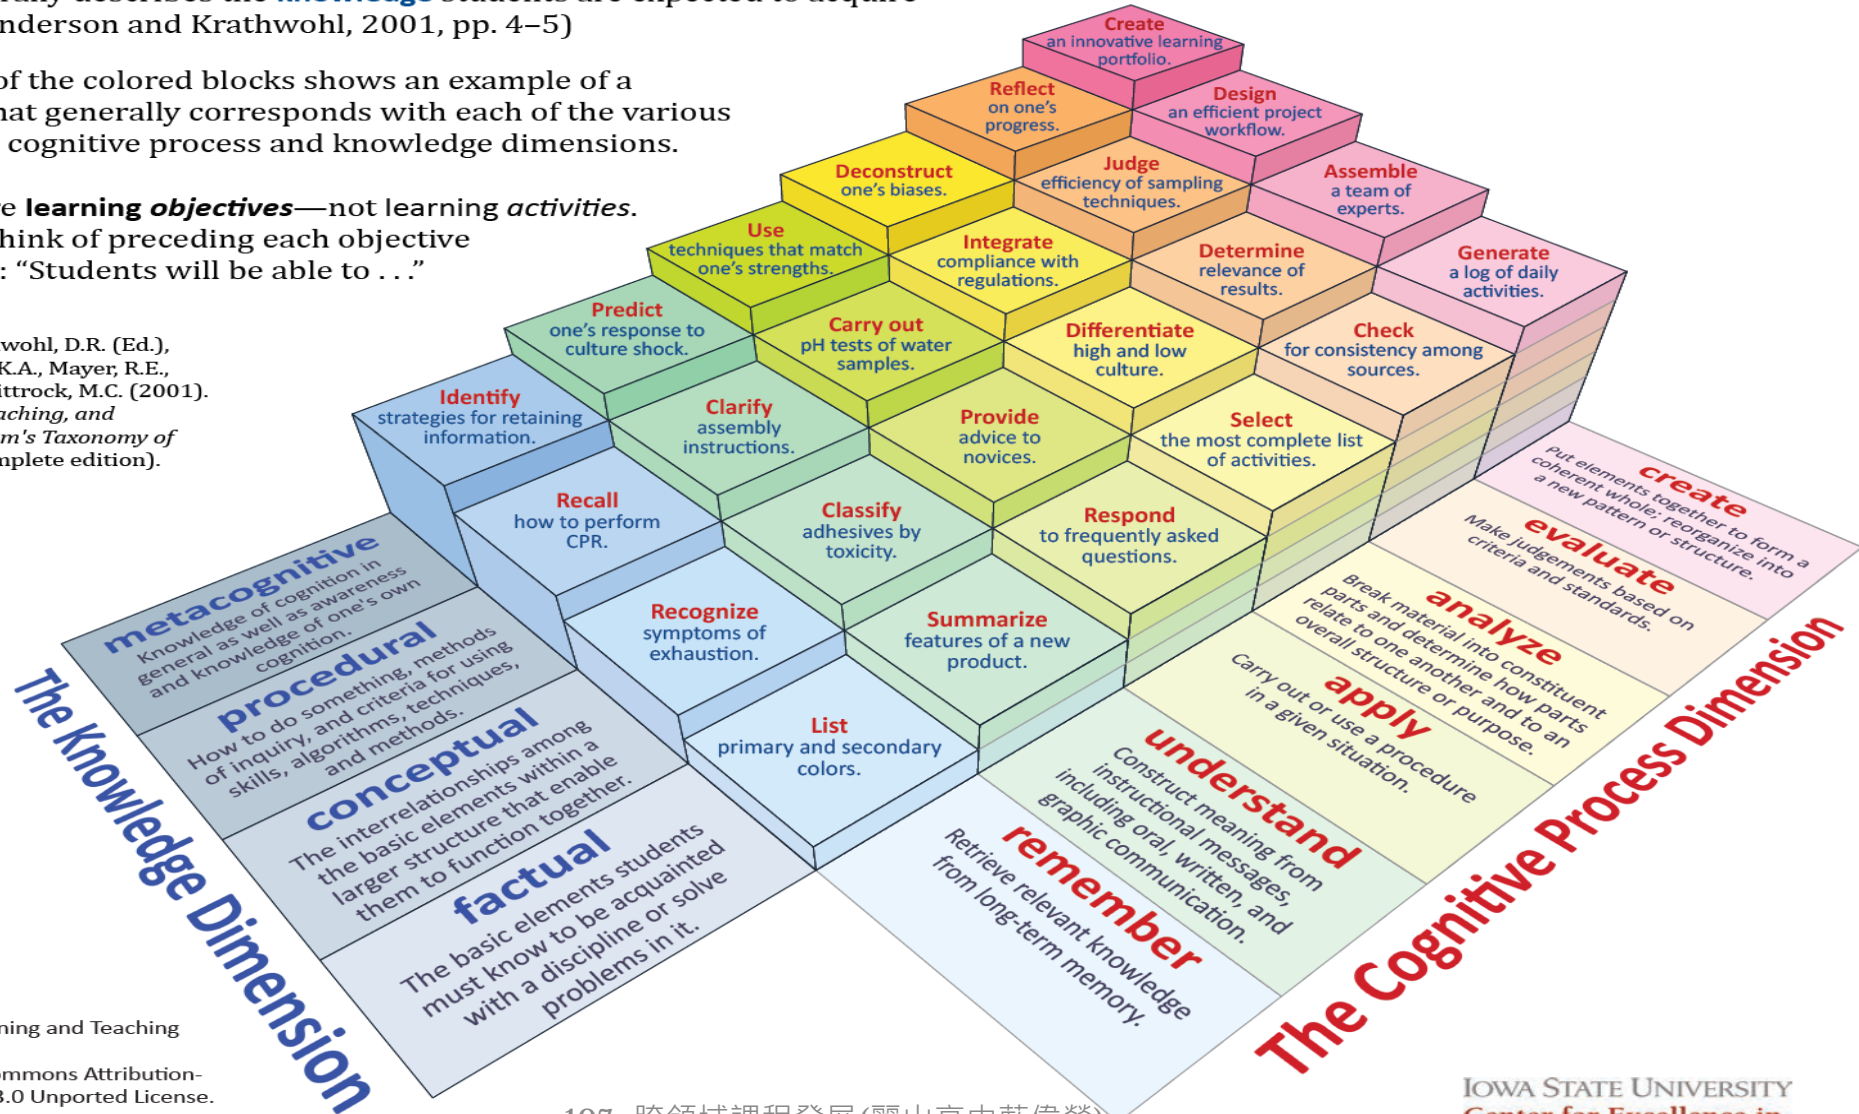 knowledge students are expected to acquire
nderson and Krathwohl, 2001, pp. 4–5)
of the colored blocks shows an example of a
hat generally corresponds with each of the various
cognitive process and knowledge dimensions.
e learning objectives—not learning activities.
hink of preceding each objective
: “Students will be able to . . .”
wohl, D.R. (Ed.),
K.A., Mayer, R.E.,
ittrock, M.C. (2001).
aching, and
m's Taxonomy of
mplete edition).
Create
an innovative learning
portfolio.
Reflect
on one's
progress.
Design
an efficient project
workflow.
Deconstruct
one's biases.
Judge
efficiency of sampling
techniques.
Assemble
a team of
experts.
Use
techniques that match
one's strengths.
Integrate
compliance with
regulations.
Determine
relevance of
results.
Generate
a log of daily
activities.
Predict
one's response to
culture shock.
Carry out
pH tests of water
samples.
Differentiate
high and low
culture.
Check
for consistency among
sources.
Identify
strategies for retaining
information.
Clarify
assembly
instructions.
Provide
advice to
novices.
Select
the most complete list
of activities.
Recall
how to perform
CPR.
Classify
adhesives by
toxicity.
Respond
to frequently asked
questions.
Recognize
symptoms of
exhaustion.
Summarize
features of a new
product.
List
primary and secondary
colors.
metacognitive
Knowledge of cognition in
general as well as awareness
and knowledge of one's own
cognition.
procedural
How to do something, methods
of inquiry, and criteria for using
skills, algorithms, techniques,
and methods.
conceptual
The interrelationships among
the basic elements within a
larger structure that enable
them to function together.
factual
The basic elements students
must know to be acquainted
with a discipline or solve
problems in it.
The Knowledge Dimension
create
Put elements together to form a
coherent whole; reorganize into
a new pattern or structure.
evaluate
Make judgements based on
criteria and standards.
analyze
Break material into constituent
parts and determine how parts
relate to one another and to an
overall structure or purpose.
apply
Carry out or use a procedure
in a given situation.
understand
Construct meaning from
instructional messages,
including oral, written, and
graphic communication.
remember
Retrieve relevant knowledge
from long-term memory.
The Cognitive Process Dimension
ning and Teaching
mmons Attribution-
3.0 Unported License.
IOWA STATE UNIVERSITY
Center for Excellence in